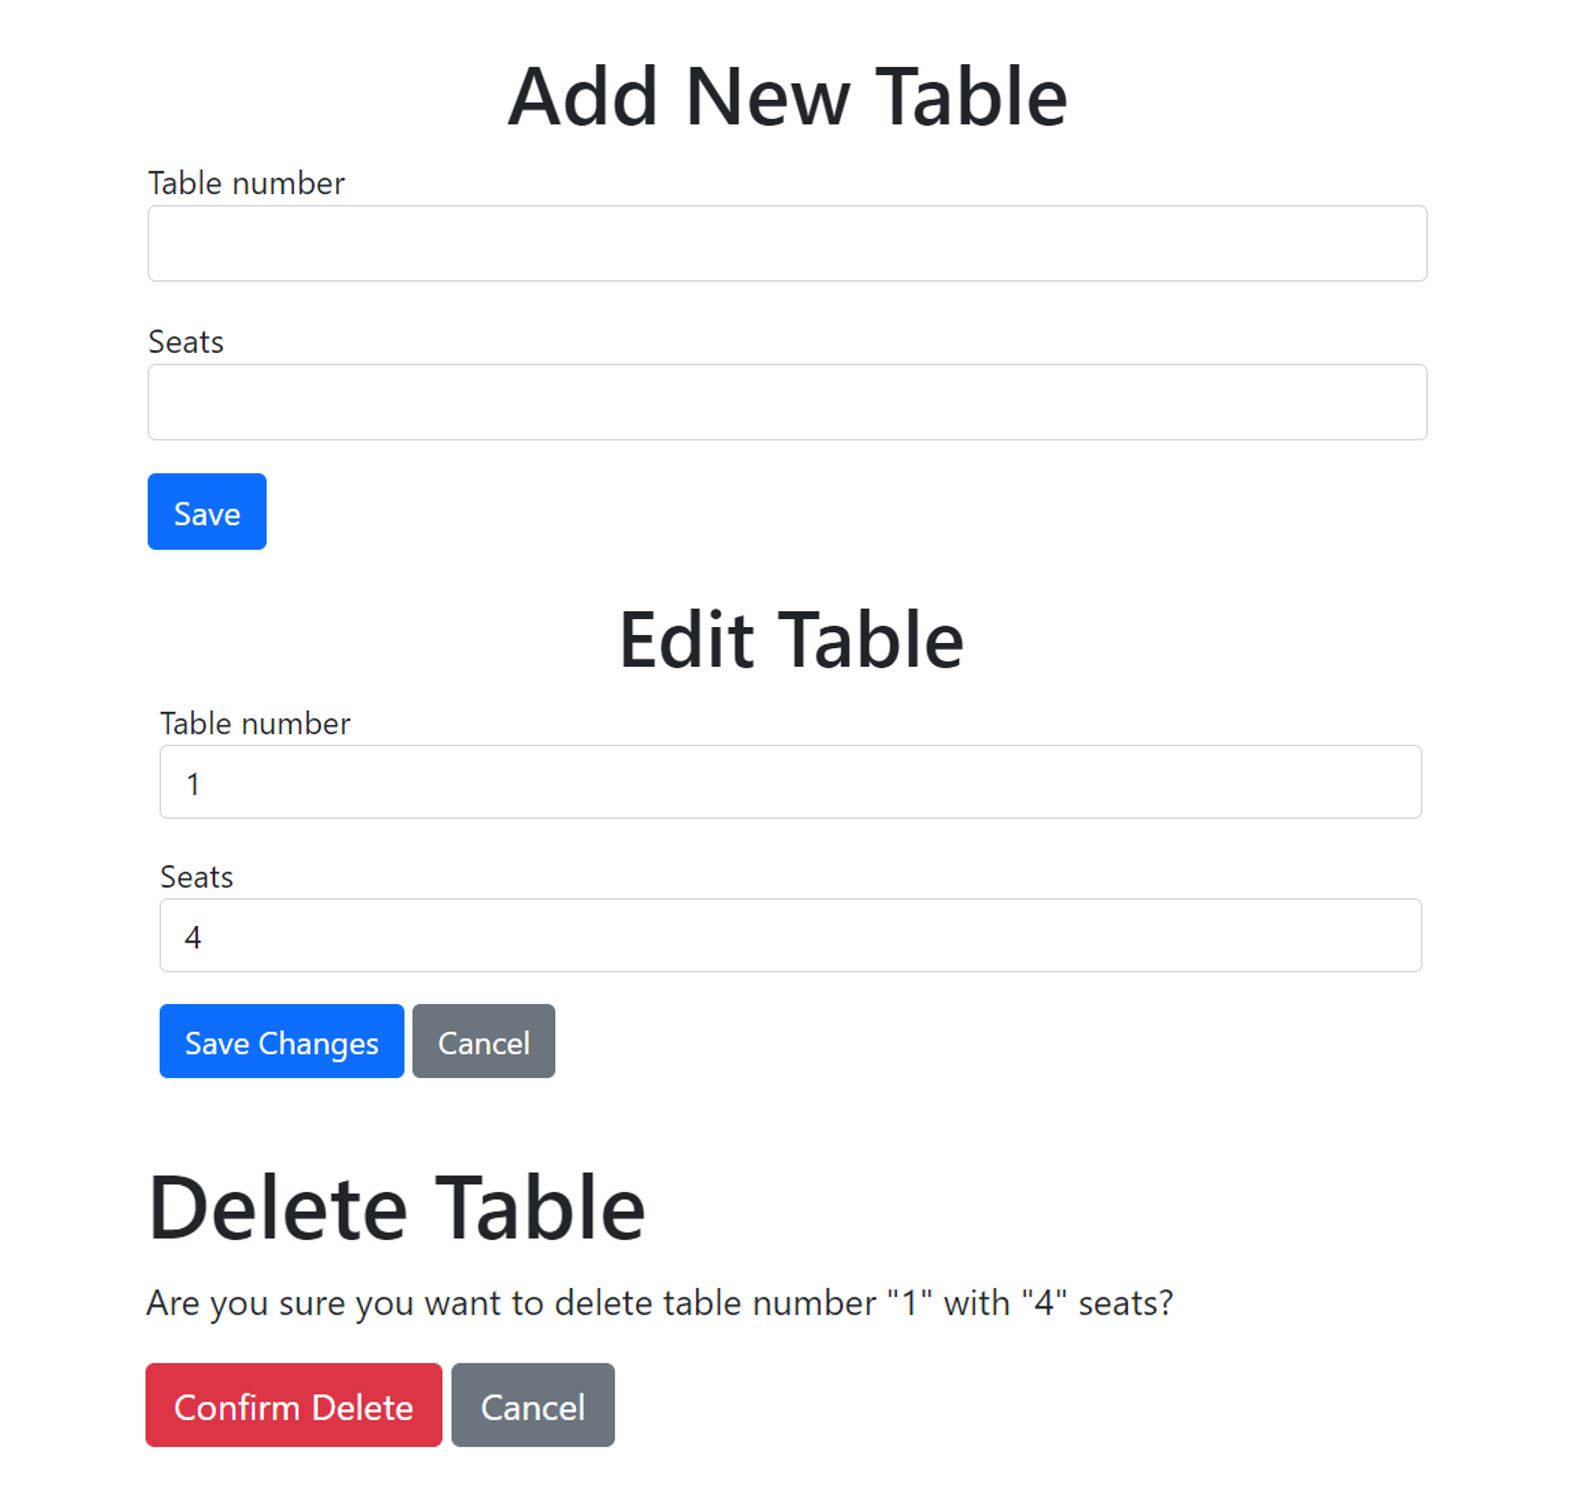 Add New Table
Table number
Seats
Save
Edit Table
Table number
1
Seats
4
Save Changes Cancel
Delete Table
Are you sure you want to delete table number "1" with "4" seats?
Confirm Delete Cancel